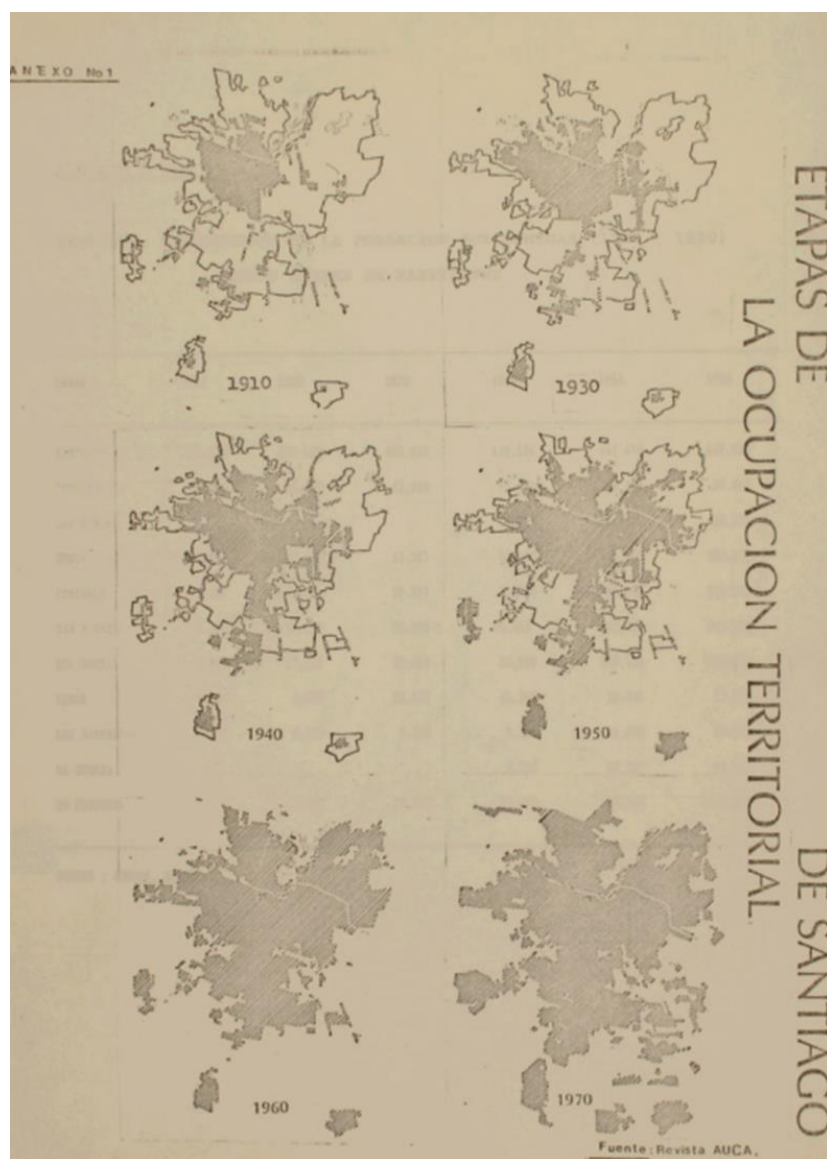 ANEXO No1
ETAPAS DE
LA OCUPACION TERRITORIAL
DE SANTIAGO
1910
1930
1940
1950
1960
1970
Fuente: Revista AUCA.